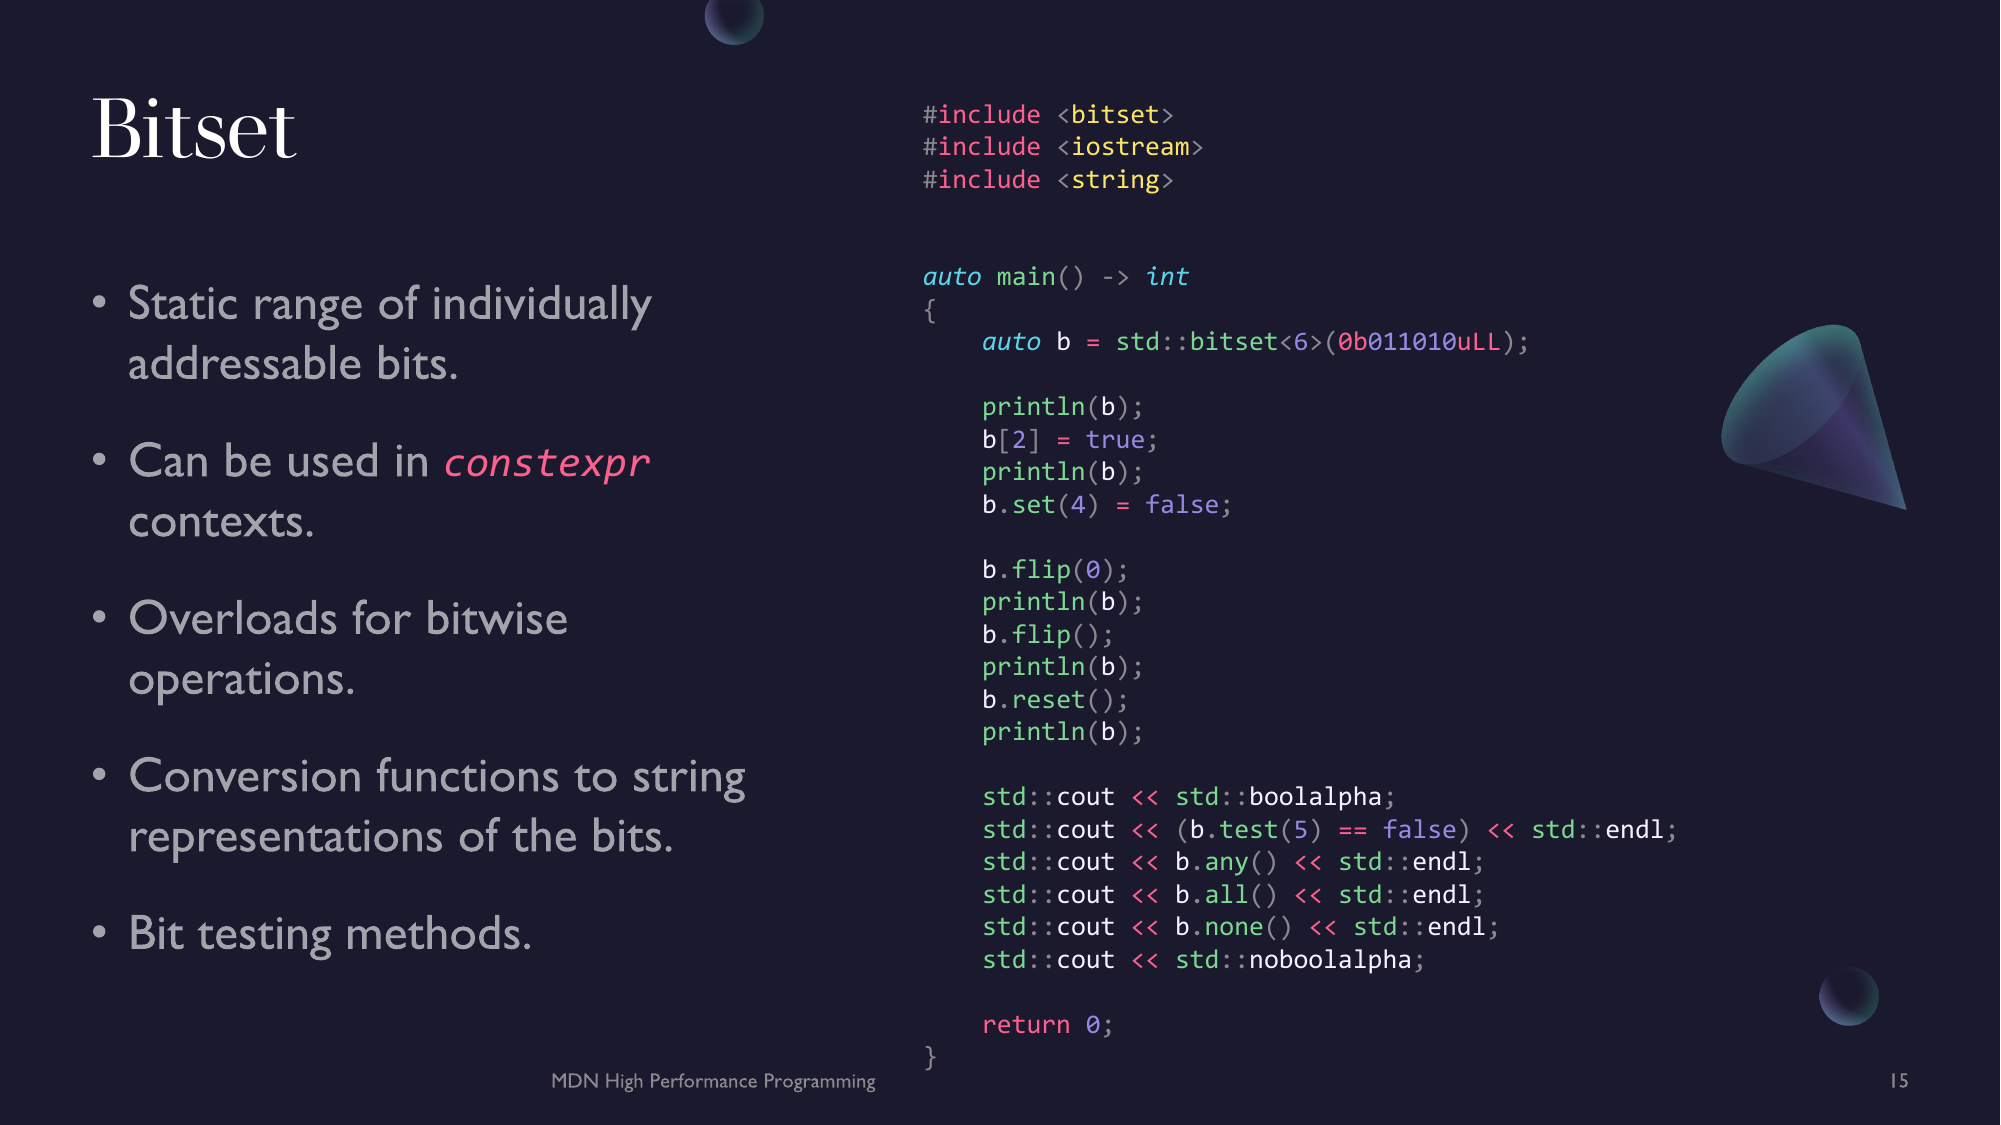 Bitset
• Static range of individually
addressable bits.
• Can be used in constexpr
contexts.
• Overloads for bitwise
operations.
• Conversion functions to string
representations of the bits.
• Bit testing methods.
#include <bitset>
#include <iostream>
#include <string>
auto main() -> int
{
    auto b = std::bitset<6>(0b011010uLL);
    println(b);
    b[2] = true;
    println(b);
    b.set(4) = false;
    b.flip(0);
    println(b);
    b.flip();
    println(b);
    b.reset();
    println(b);
    std::cout << std::boolalpha;
    std::cout << (b.test(5) == false) << std::endl;
    std::cout << b.any() << std::endl;
    std::cout << b.all() << std::endl;
    std::cout << b.none() << std::endl;
    std::cout << std::noboolalpha;
    return 0;
}
MDN High Performance Programming
15